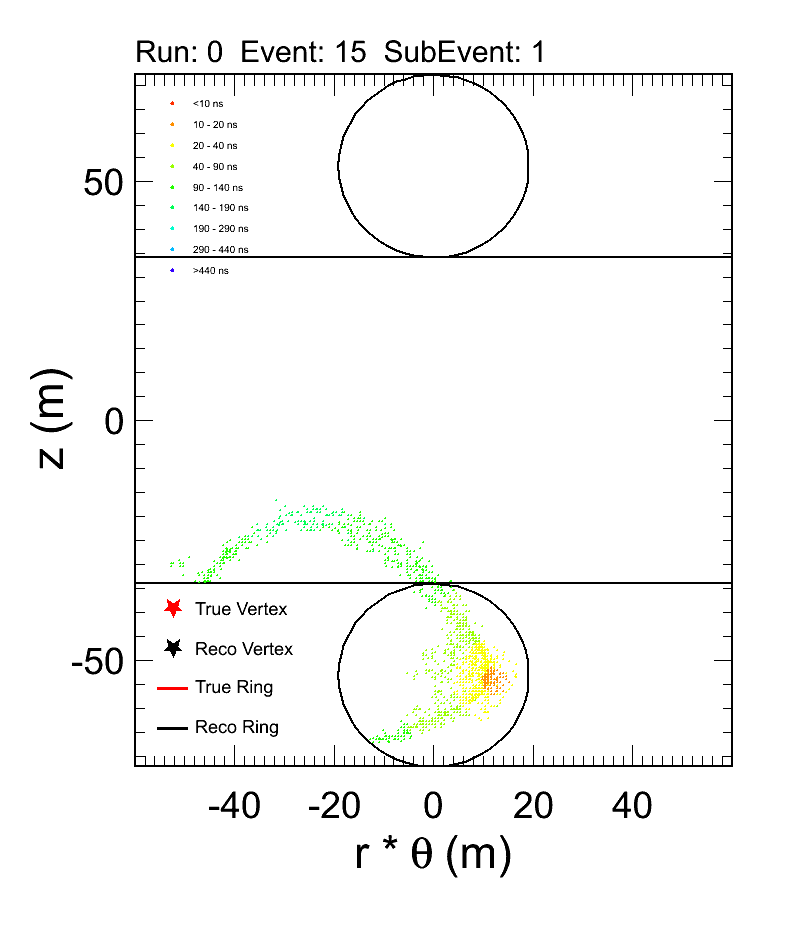 Run: 0  Event: 15  SubEvent: 1
<10 ns
10 - 20 ns
20 - 40 ns
40 - 90 ns
90 - 140 ns
140 - 190 ns
190 - 290 ns
290 - 440 ns
>440 ns
50
0
-50
z (m)
True Vertex
Reco Vertex
True Ring
Reco Ring
-40 -20 0 20 40
r * θ (m)